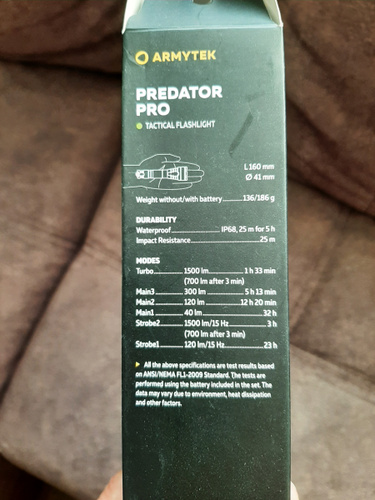 ARMYTEK
PREDATOR
PRO
TACTICAL FLASHLIGHT
L 160 mm
Ø 41 mm
Weight without/with battery..........136/186 g
DURABILITY
Waterproof....................IP68, 25 m for 5 h
Impact Resistance..............................25 m
MODES
Turbo............1500 lm..............1 h 33 min
(700 lm after 3 min)
Main3............300 lm..............5 h 13 min
Main2............120 lm............12 h 20 min
Main1............40 lm.............................32 h
Strobe2.........1500 lm/15 Hz................3 h
(700 lm after 3 min)
Strobe1..........120 lm/15 Hz................23 h
All the above specifications are test results based
on ANSI/NEMA FL1-2009 Standard. The tests are
performed using the battery included in the set. The
data may vary due to environment, heat dissipation
and other factors.